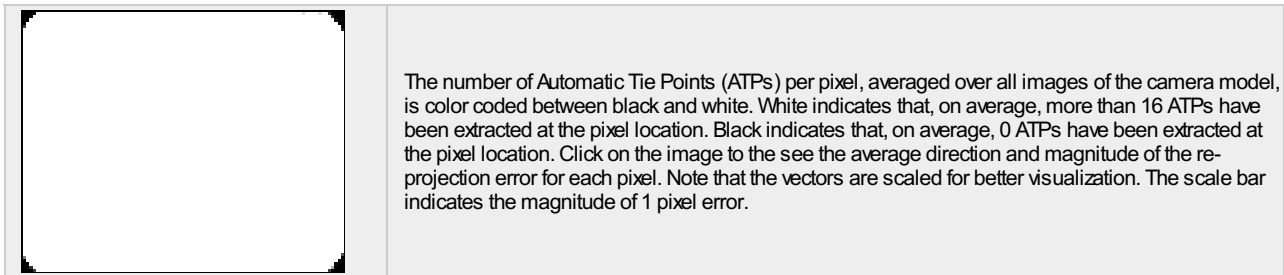 The number of Automatic Tie Points (ATPs) per pixel, averaged over all images of the camera model,
is color coded between black and white. White indicates that, on average, more than 16 ATPs have
been extracted at the pixel location. Black indicates that, on average, 0 ATPs have been extracted at
the pixel location. Click on the image to the see the average direction and magnitude of the re-
projection error for each pixel. Note that the vectors are scaled for better visualization. The scale bar
indicates the magnitude of 1 pixel error.